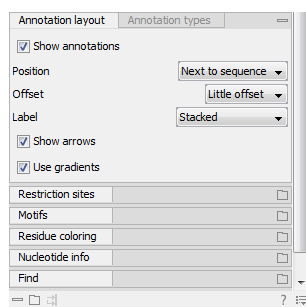 Annotation layout Annotation types
Show annotations
Position Next to sequence
Offset Little offset
Label Stacked
Show arrows
Use gradients
Restriction sites
Motifs
Residue coloring
Nucleotide info
Find
?